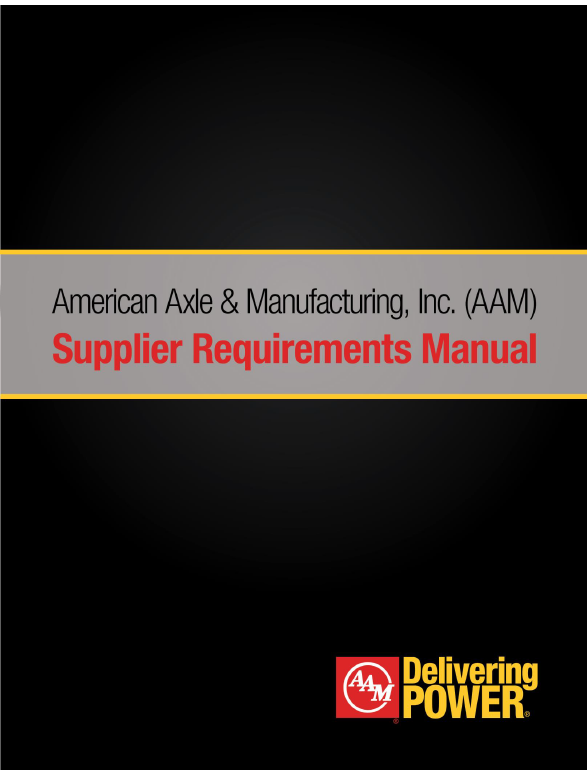 American Axle & Manufacturing, Inc. (AAM)
Supplier Requirements Manual
AAM
Delivering
POWER®
®